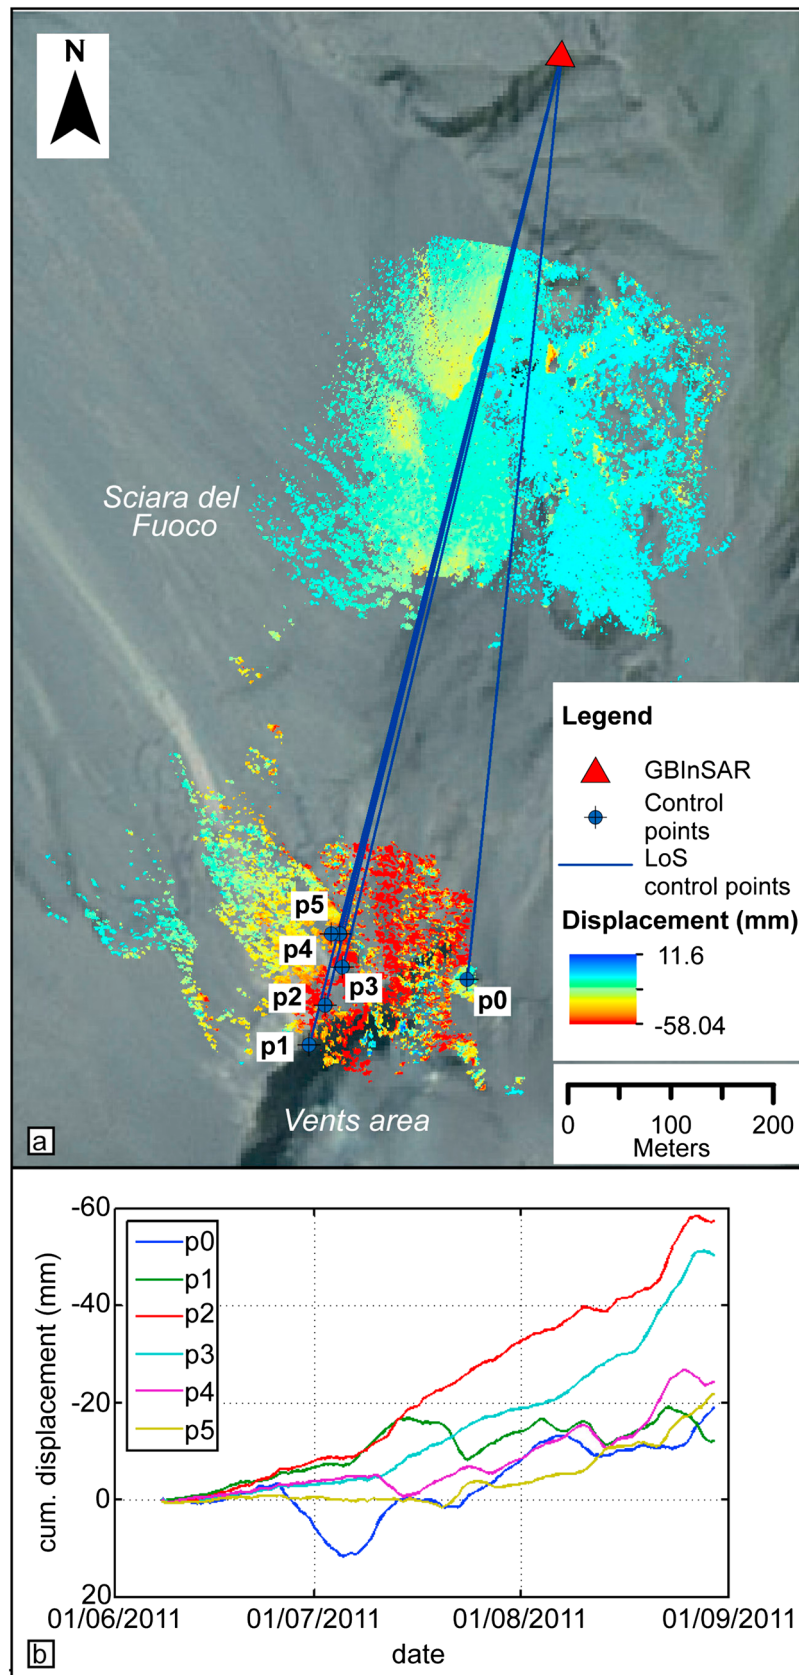 N
Sciara del
Fuoco
Legend
GBInSAR
Control
points
LoS
control points
Displacement (mm)
11.6
-58.04
p5
p4
p3
p2
p0
p1
Vents area
0 100 200
Meters
a
-60
-40
-20
0
20
cum. displacement (mm)
p0
p1
p2
p3
p4
p5
01/06/2011 01/07/2011 01/08/2011 01/09/2011
date
b